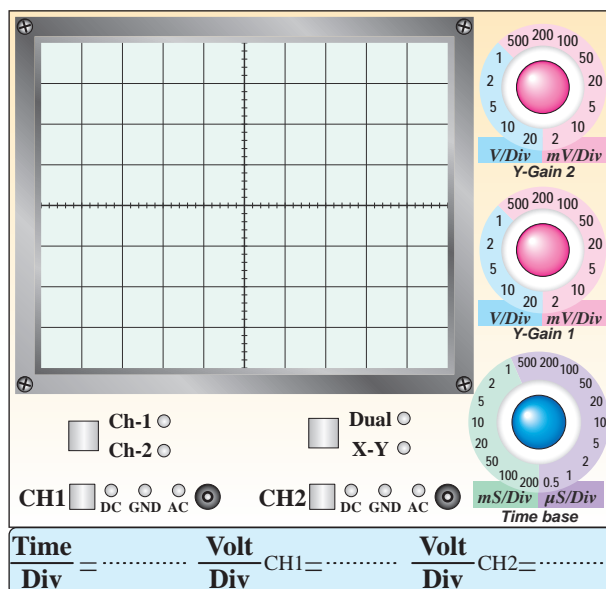 500 200 100
1 50
2 20
5 5
10 10
20 2
V/Div mV/Div
Y-Gain 2
500 200 100
1 50
2 20
5 5
10 10
20 2
V/Div mV/Div
Y-Gain 1
500 200
1 100
2 50
5 20
10 10
20 5
50 2
100 1
200 0.5
mS/Div µS/Div
Time base
Ch-1
Ch-2
Dual
X-Y
CH1 DC GND AC
CH2 DC GND AC
Time/Div = ............ Volt/Div CH1= ............ Volt/Div CH2= ............